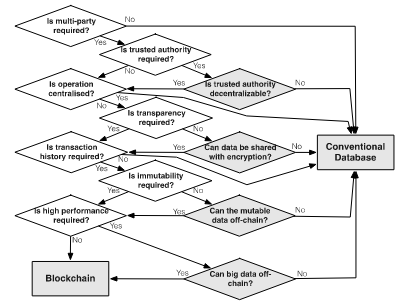 Is multi-party
required?
No
Yes
Is trusted authority
required?
No
Yes
Is operation
centralised?
Yes
Is trusted authority
decentralizable?
No
No
Yes
Is transparency
required?
Yes
No
Is transaction
history required?
Yes
Can data be shared
with encryption?
No
Conventional
Database
Yes
No
Is immutability
required?
Yes
No
Is high performance
required?
Yes
Can the mutable
data off-chain?
No
No
Yes
Blockchain
Yes
Can big data off-
chain?
No